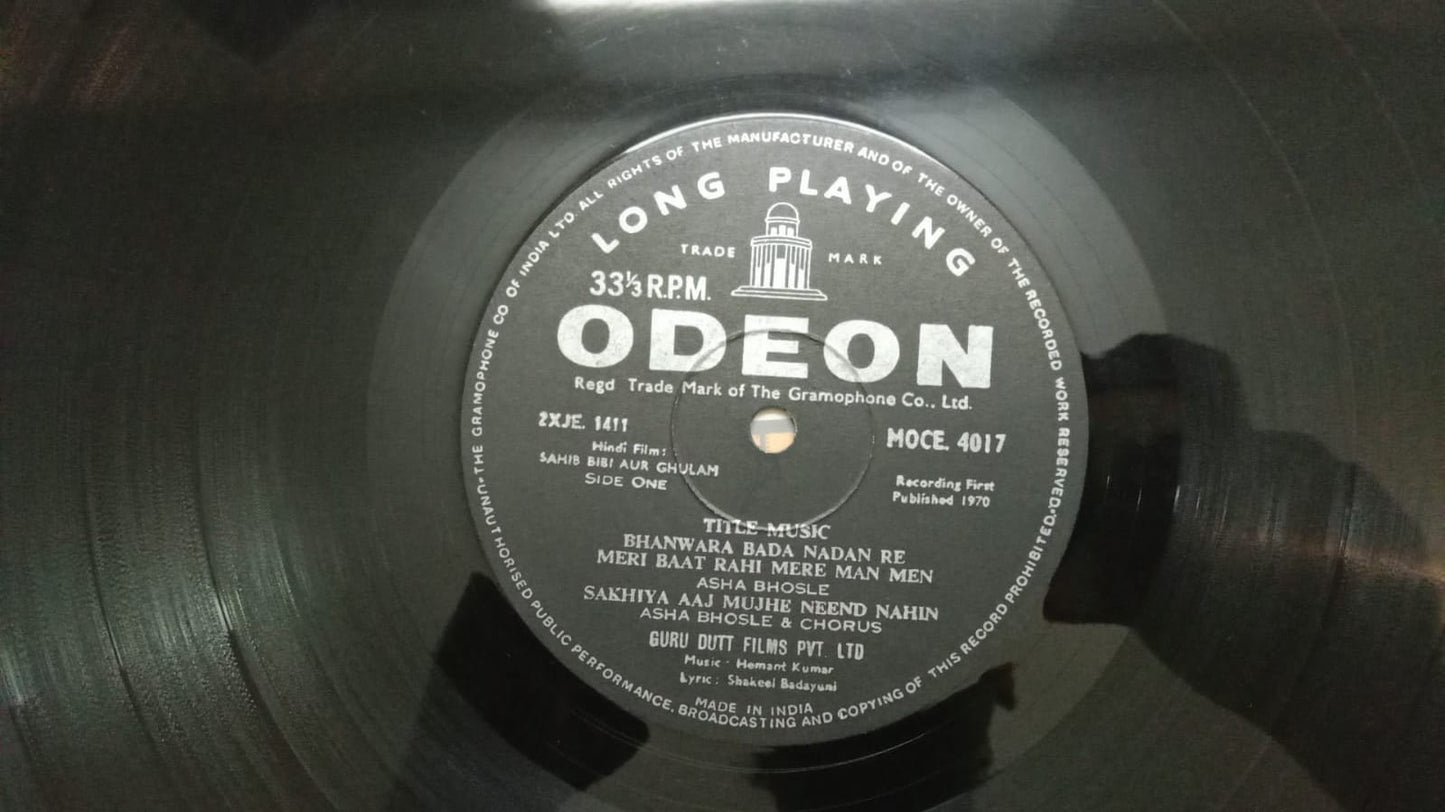 UNAUTHORISED PUBLIC PERFORMANCE, BROADCASTING AND COPYING OF THIS RECORD PROHIBITED.
THE GRAMOPHONE CO OF INDIA LTD. ALL RIGHTS OF THE MANUFACTURER AND OF THE OWNER OF THE RECORDED WORK RESERVED.
LONG PLAYING
TRADE MARK
33⅓ R.P.M.
ODEON
Regd Trade Mark of The Gramophone Co., Ltd.
2XJE. 1411
MOCE. 4017
Hindi Film:
SAHIB BIBI AUR GHULAM
SIDE ONE
Recording First
Published 1970
TITLE MUSIC
BHANWARA BADA NADAN RE
MERI BAAT RAHI MERE MAN MEN
ASHA BHOSLE
SAKHIYA AAJ MUJHE NEEND NAHIN
ASHA BHOSLE & CHORUS
GURU DUTT FILMS PVT. LTD
Music : Hemant Kumar
Lyric : Shakeel Badayuni
MADE IN INDIA